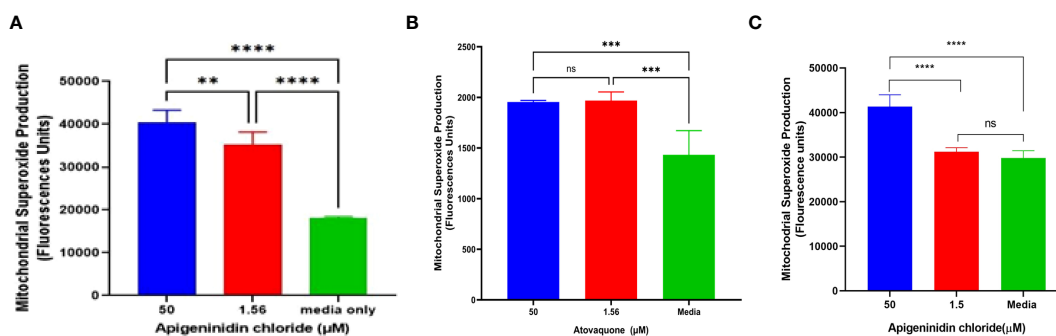 A
Mitochondrial Superoxide Production
(Fluorescences Units)
50000
40000
30000
20000
10000
0
****
** ****
50 1.56 media only
Apigeninidin chloride (µM)
B
Mitochondrial Superoxide Production
(Fluorescences Units)
2500
2000
1500
1000
500
0
***
ns ***
50 1.56 Media
Atovaquone (µM)
C
Mitochodrial Superoxide Production
(Flourescence units)
50000
40000
30000
20000
10000
0
****
****
ns
50 1.5 Media
Apigeninidin chloride(µM)